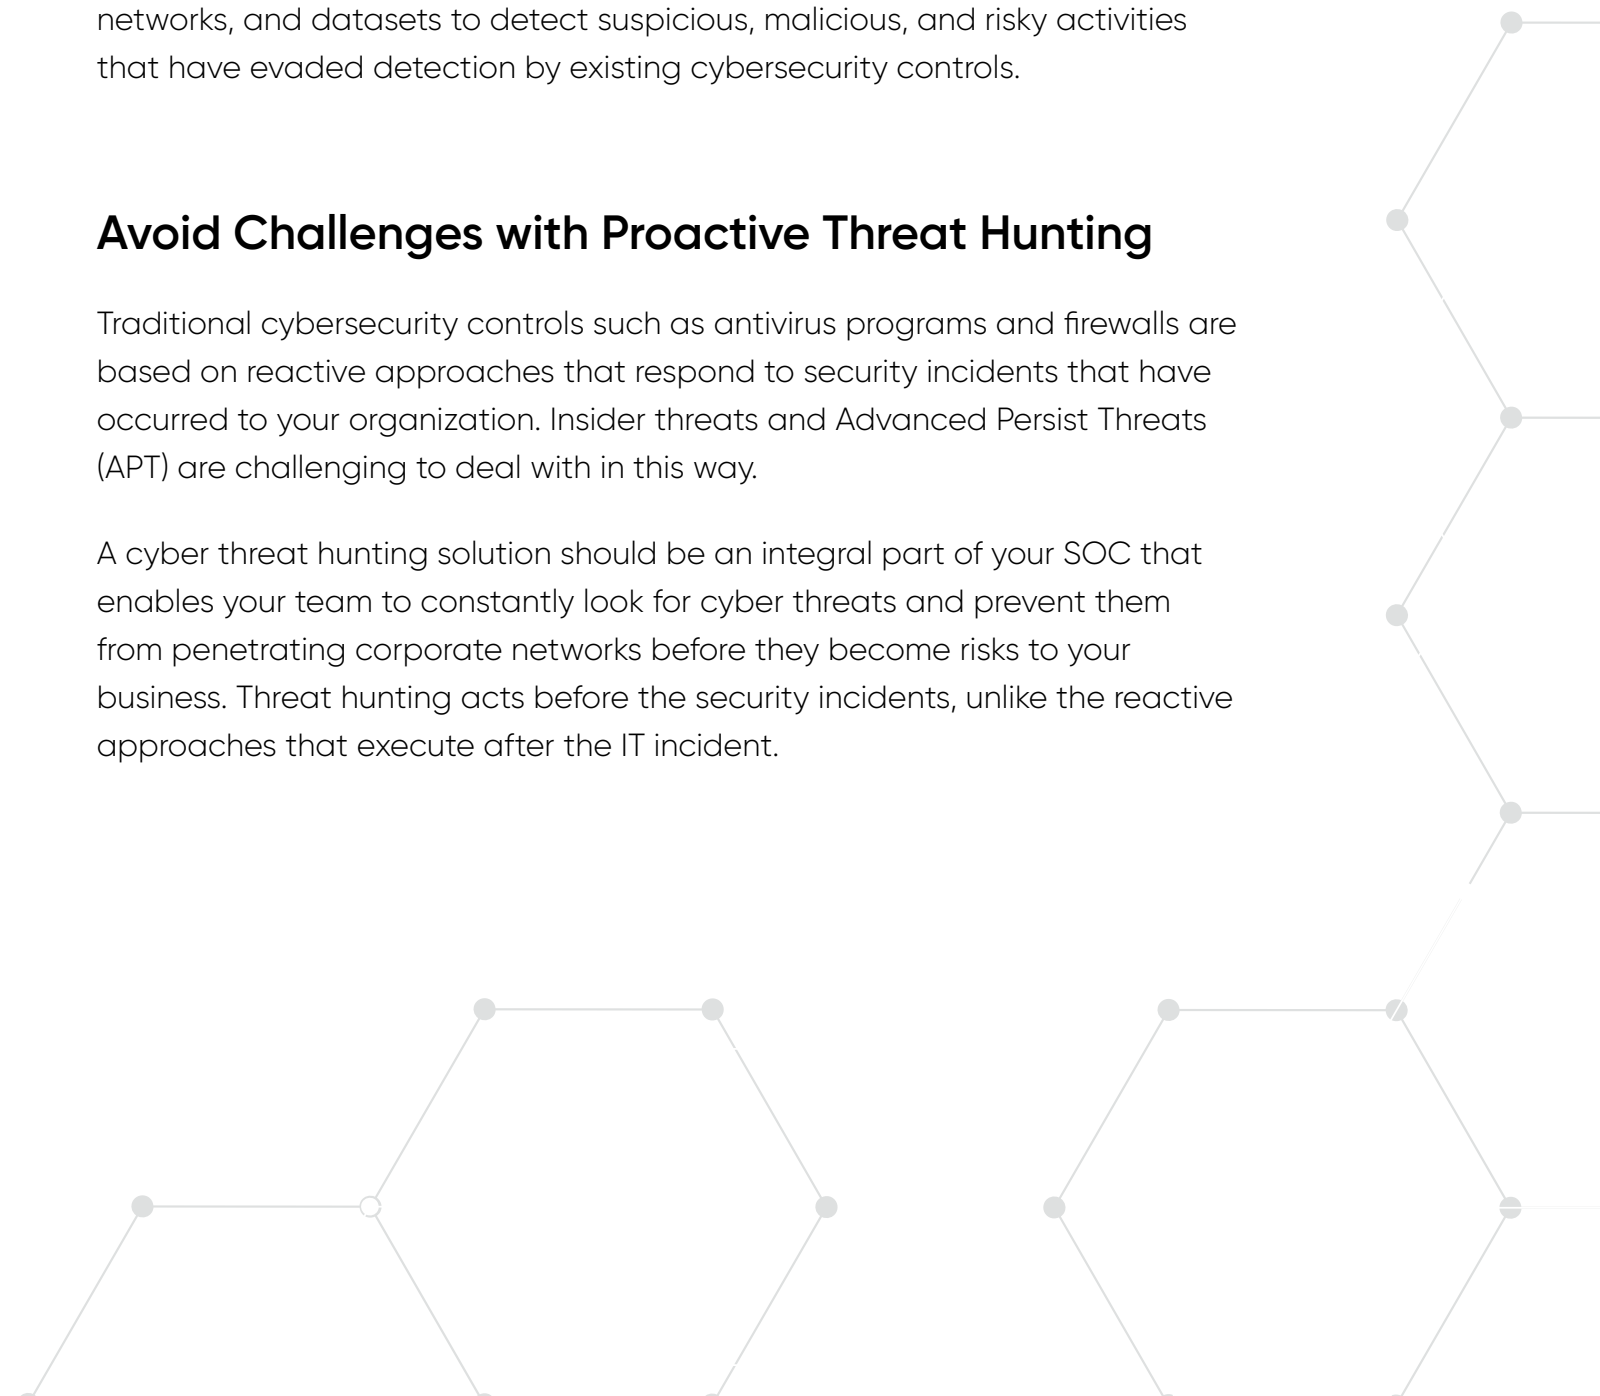 networks, and datasets to detect suspicious, malicious, and risky activities
that have evaded detection by existing cybersecurity controls.
Avoid Challenges with Proactive Threat Hunting
Traditional cybersecurity controls such as antivirus programs and firewalls are
based on reactive approaches that respond to security incidents that have
occurred to your organization. Insider threats and Advanced Persist Threats
(APT) are challenging to deal with in this way.
A cyber threat hunting solution should be an integral part of your SOC that
enables your team to constantly look for cyber threats and prevent them
from penetrating corporate networks before they become risks to your
business. Threat hunting acts before the security incidents, unlike the reactive
approaches that execute after the IT incident.